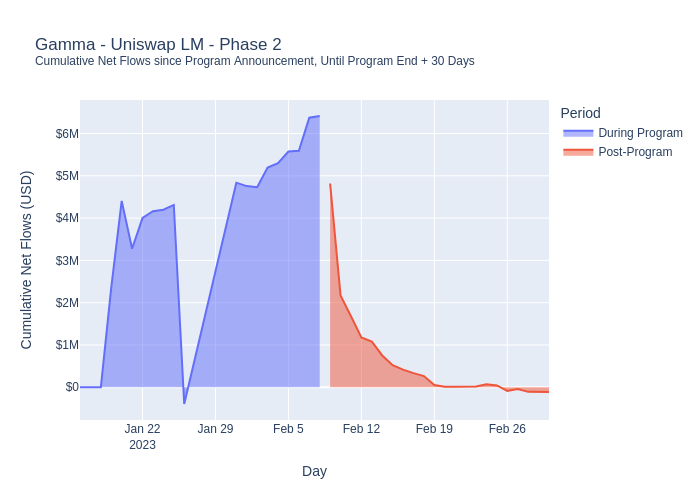 Gamma - Uniswap LM - Phase 2
Cumulative Net Flows since Program Announcement, Until Program End + 30 Days
Period
During Program
Post-Program
Cumulative Net Flows (USD)
$6M
$5M
$4M
$3M
$2M
$1M
$0
Jan 22
2023
Jan 29
Feb 5
Feb 12
Feb 19
Feb 26
Day